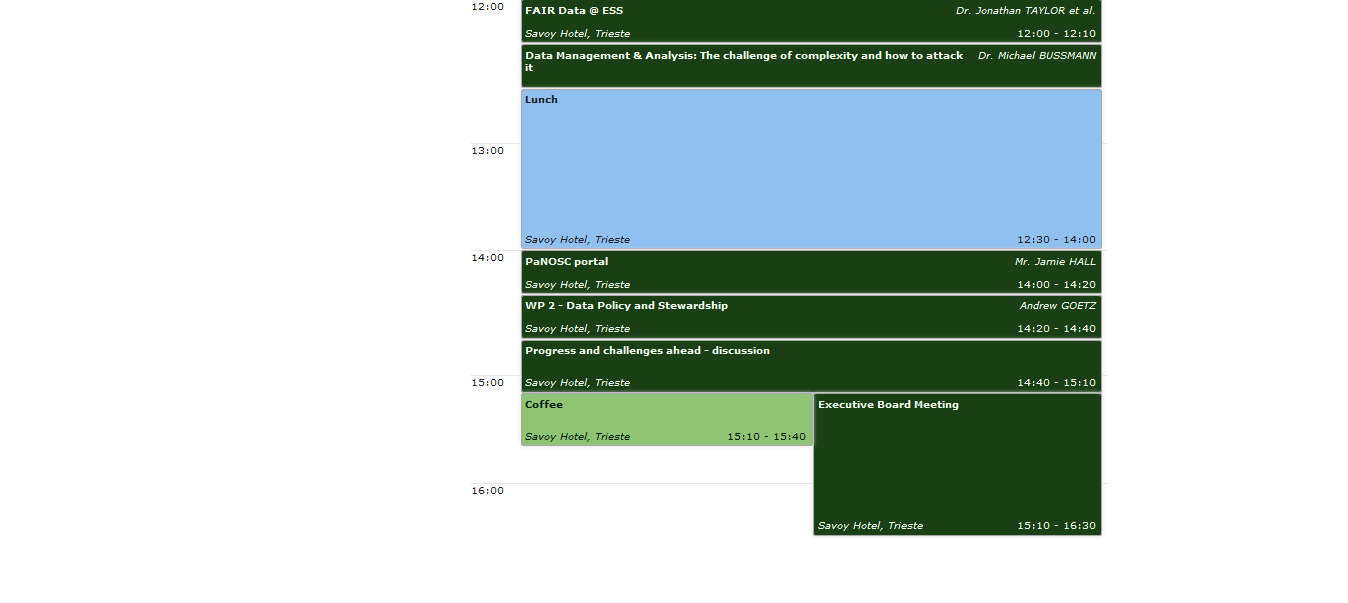 12:00
FAIR Data @ ESS Dr. Jonathan TAYLOR et al.
Savoy Hotel, Trieste 12:00 - 12:10
Data Management & Analysis: The challenge of complexity and how to attack Dr. Michael BUSSMANN
it
Lunch
13:00
Savoy Hotel, Trieste 12:30 - 14:00
14:00
PaNOSC portal Mr. Jamie HALL
Savoy Hotel, Trieste 14:00 - 14:20
WP 2 - Data Policy and Stewardship Andrew GOETZ
Savoy Hotel, Trieste 14:20 - 14:40
Progress and challenges ahead - discussion
15:00
Savoy Hotel, Trieste 14:40 - 15:10
Coffee
Savoy Hotel, Trieste 15:10 - 15:40
Executive Board Meeting
16:00
Savoy Hotel, Trieste 15:10 - 16:30